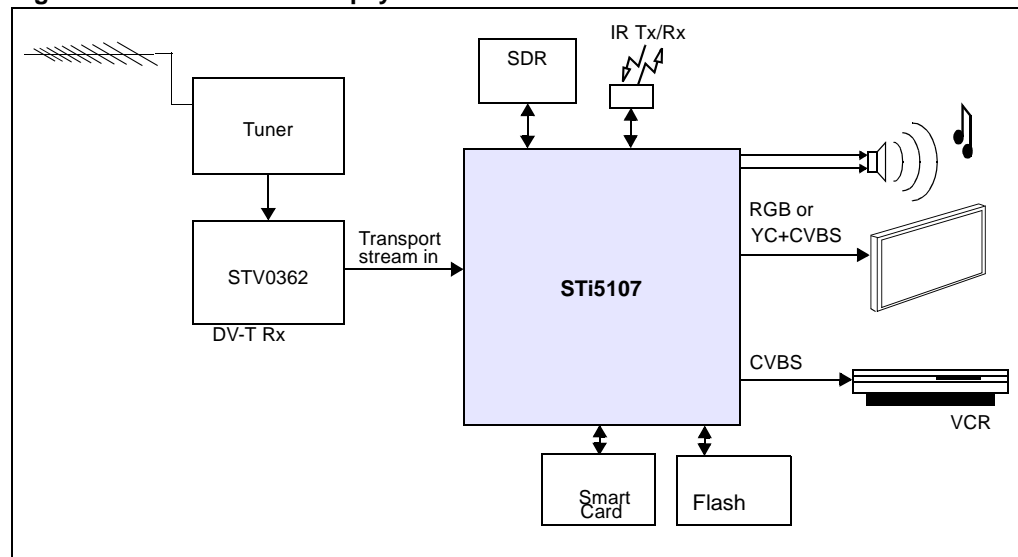 IR Tx/Rx
SDR
Tuner
RGB or
YC+CVBS
Transport
stream in
STV0362
STi5107
DV-T Rx
CVBS
VCR
Smart
Card
Flash